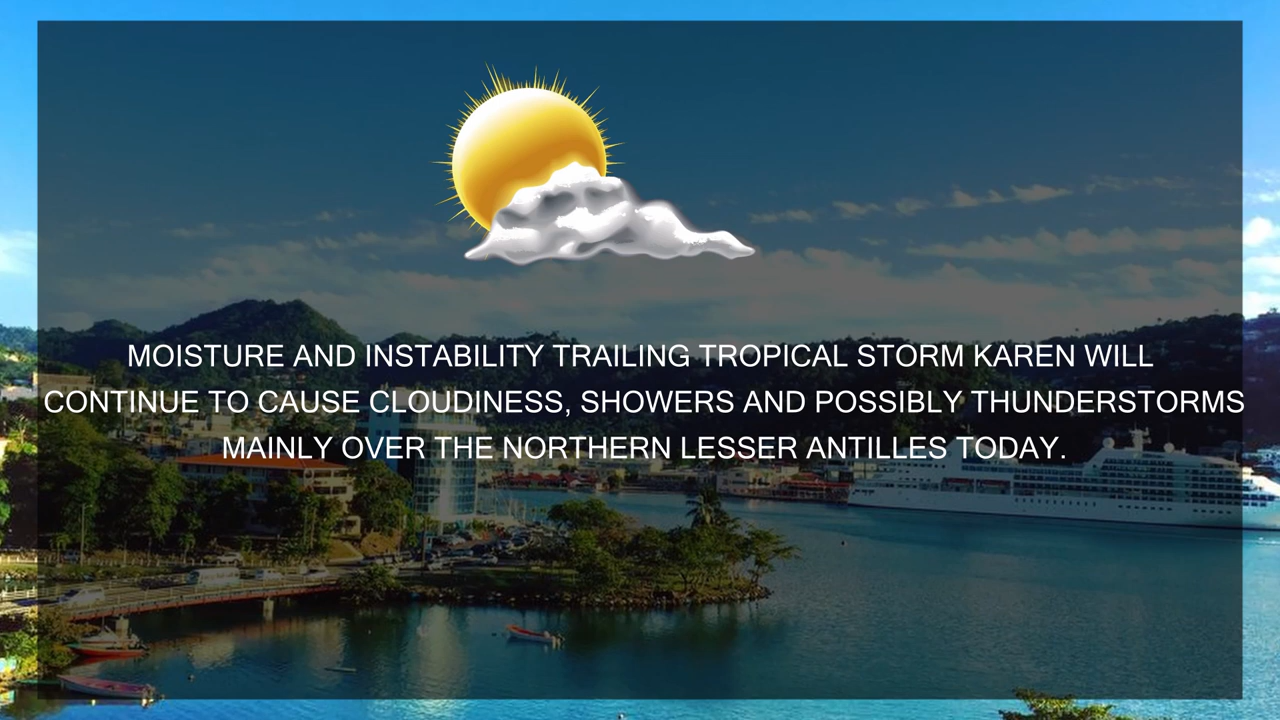 MOISTURE AND INSTABILITY TRAILING TROPICAL STORM KAREN WILL
CONTINUE TO CAUSE CLOUDINESS, SHOWERS AND POSSIBLY THUNDERSTORMS
MAINLY OVER THE NORTHERN LESSER ANTILLES TODAY.